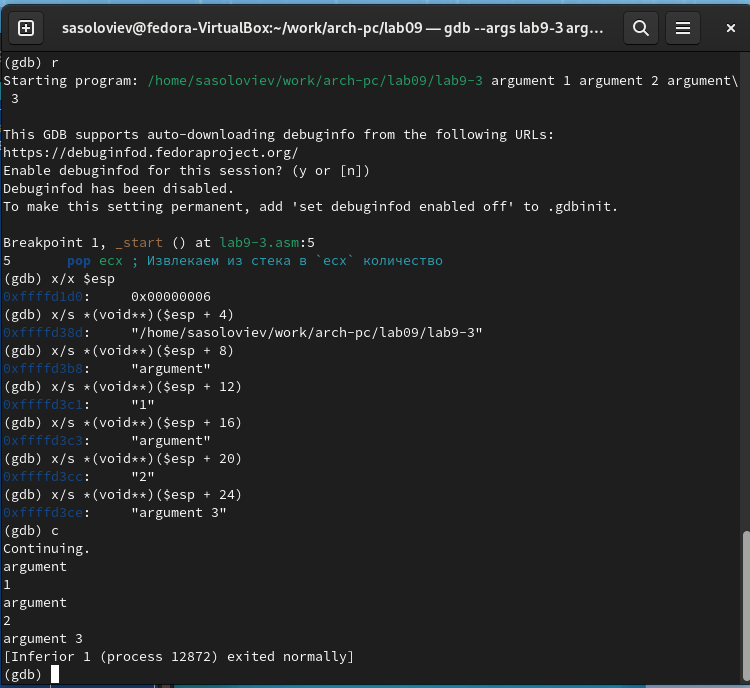 sasoloviev@fedora-VirtualBox:~/work/arch-pc/lab09 — gdb --args lab9-3 arg...
(gdb) r
Starting program: /home/sasoloviev/work/arch-pc/lab09/lab9-3 argument 1 argument 2 argument\
 3
This GDB supports auto-downloading debuginfo from the following URLs:
https://debuginfod.fedoraproject.org/
Enable debuginfod for this session? (y or [n])
Debuginfod has been disabled.
To make this setting permanent, add 'set debuginfod enabled off' to .gdbinit.
Breakpoint 1, _start () at lab9-3.asm:5
5       pop ecx ; Извлекаем из стека в `ecx` количество
(gdb) x/x $esp
0xffffd1d0:     0x00000006
(gdb) x/s *(void**)($esp + 4)
0xffffd38d:     "/home/sasoloviev/work/arch-pc/lab09/lab9-3"
(gdb) x/s *(void**)($esp + 8)
0xffffd3b8:     "argument"
(gdb) x/s *(void**)($esp + 12)
0xffffd3c1:     "1"
(gdb) x/s *(void**)($esp + 16)
0xffffd3c3:     "argument"
(gdb) x/s *(void**)($esp + 20)
0xffffd3cc:     "2"
(gdb) x/s *(void**)($esp + 24)
0xffffd3ce:     "argument 3"
(gdb) c
Continuing.
argument
1
argument
2
argument 3
[Inferior 1 (process 12872) exited normally]
(gdb)